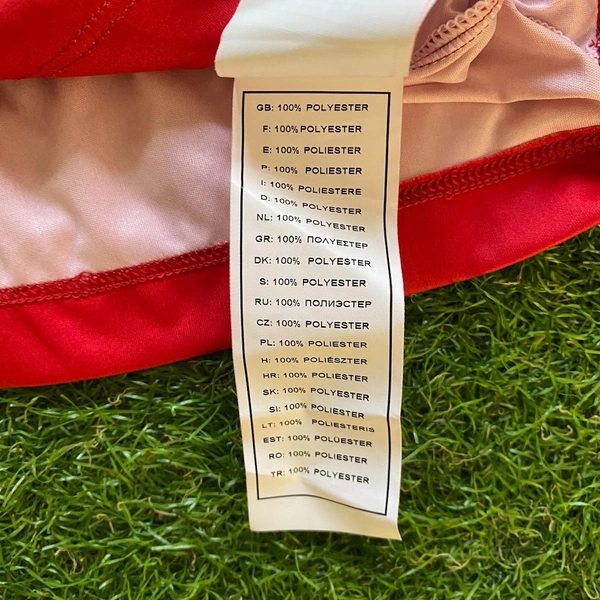 GB: 100% POLYESTER
F: 100% POLYESTER
E: 100% POLIESTER
P: 100% POLIESTER
I: 100% POLIESTERE
D: 100% POLYESTER
NL: 100% POLYESTER
GR: 100% ΠΟΛΥΕΣΤΕΡ
DK: 100% POLYESTER
S: 100% POLYESTER
RU: 100% ПОЛИЭСТЕР
CZ: 100% POLYESTER
PL: 100% POLIESTER
H: 100% POLIÉSZTER
HR: 100% POLIESTER
SK: 100% POLYESTER
SI: 100% POLIESTER
LT: 100% POLIESTERIS
EST: 100% POLÜESTER
RO: 100% POLIESTER
TR: 100% POLYESTER